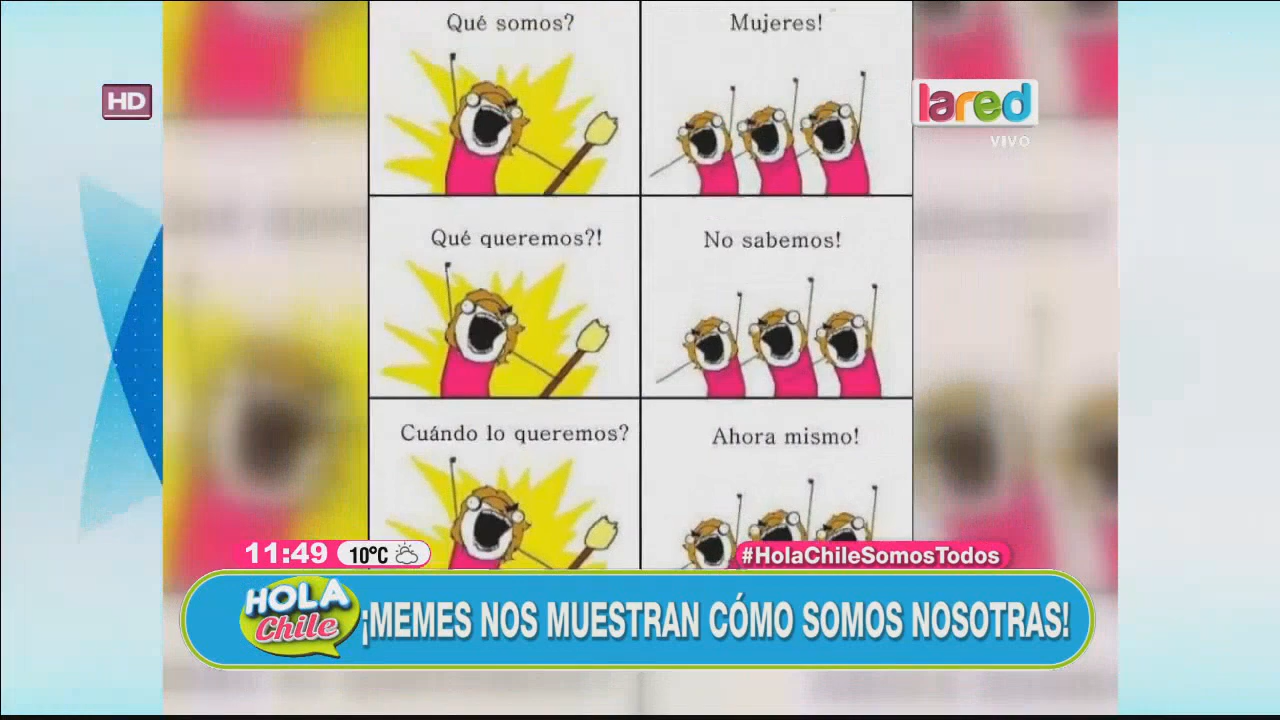 Qué somos?
Mujeres!
HD
lared
VIVO
Qué queremos?!
No sabemos!
Cuándo lo queremos?
Ahora mismo!
11:49 10°C
#HolaChileSomosTodos
HOLA
Chile
¡MEMES NOS MUESTRAN CÓMO SOMOS NOSOTRAS!